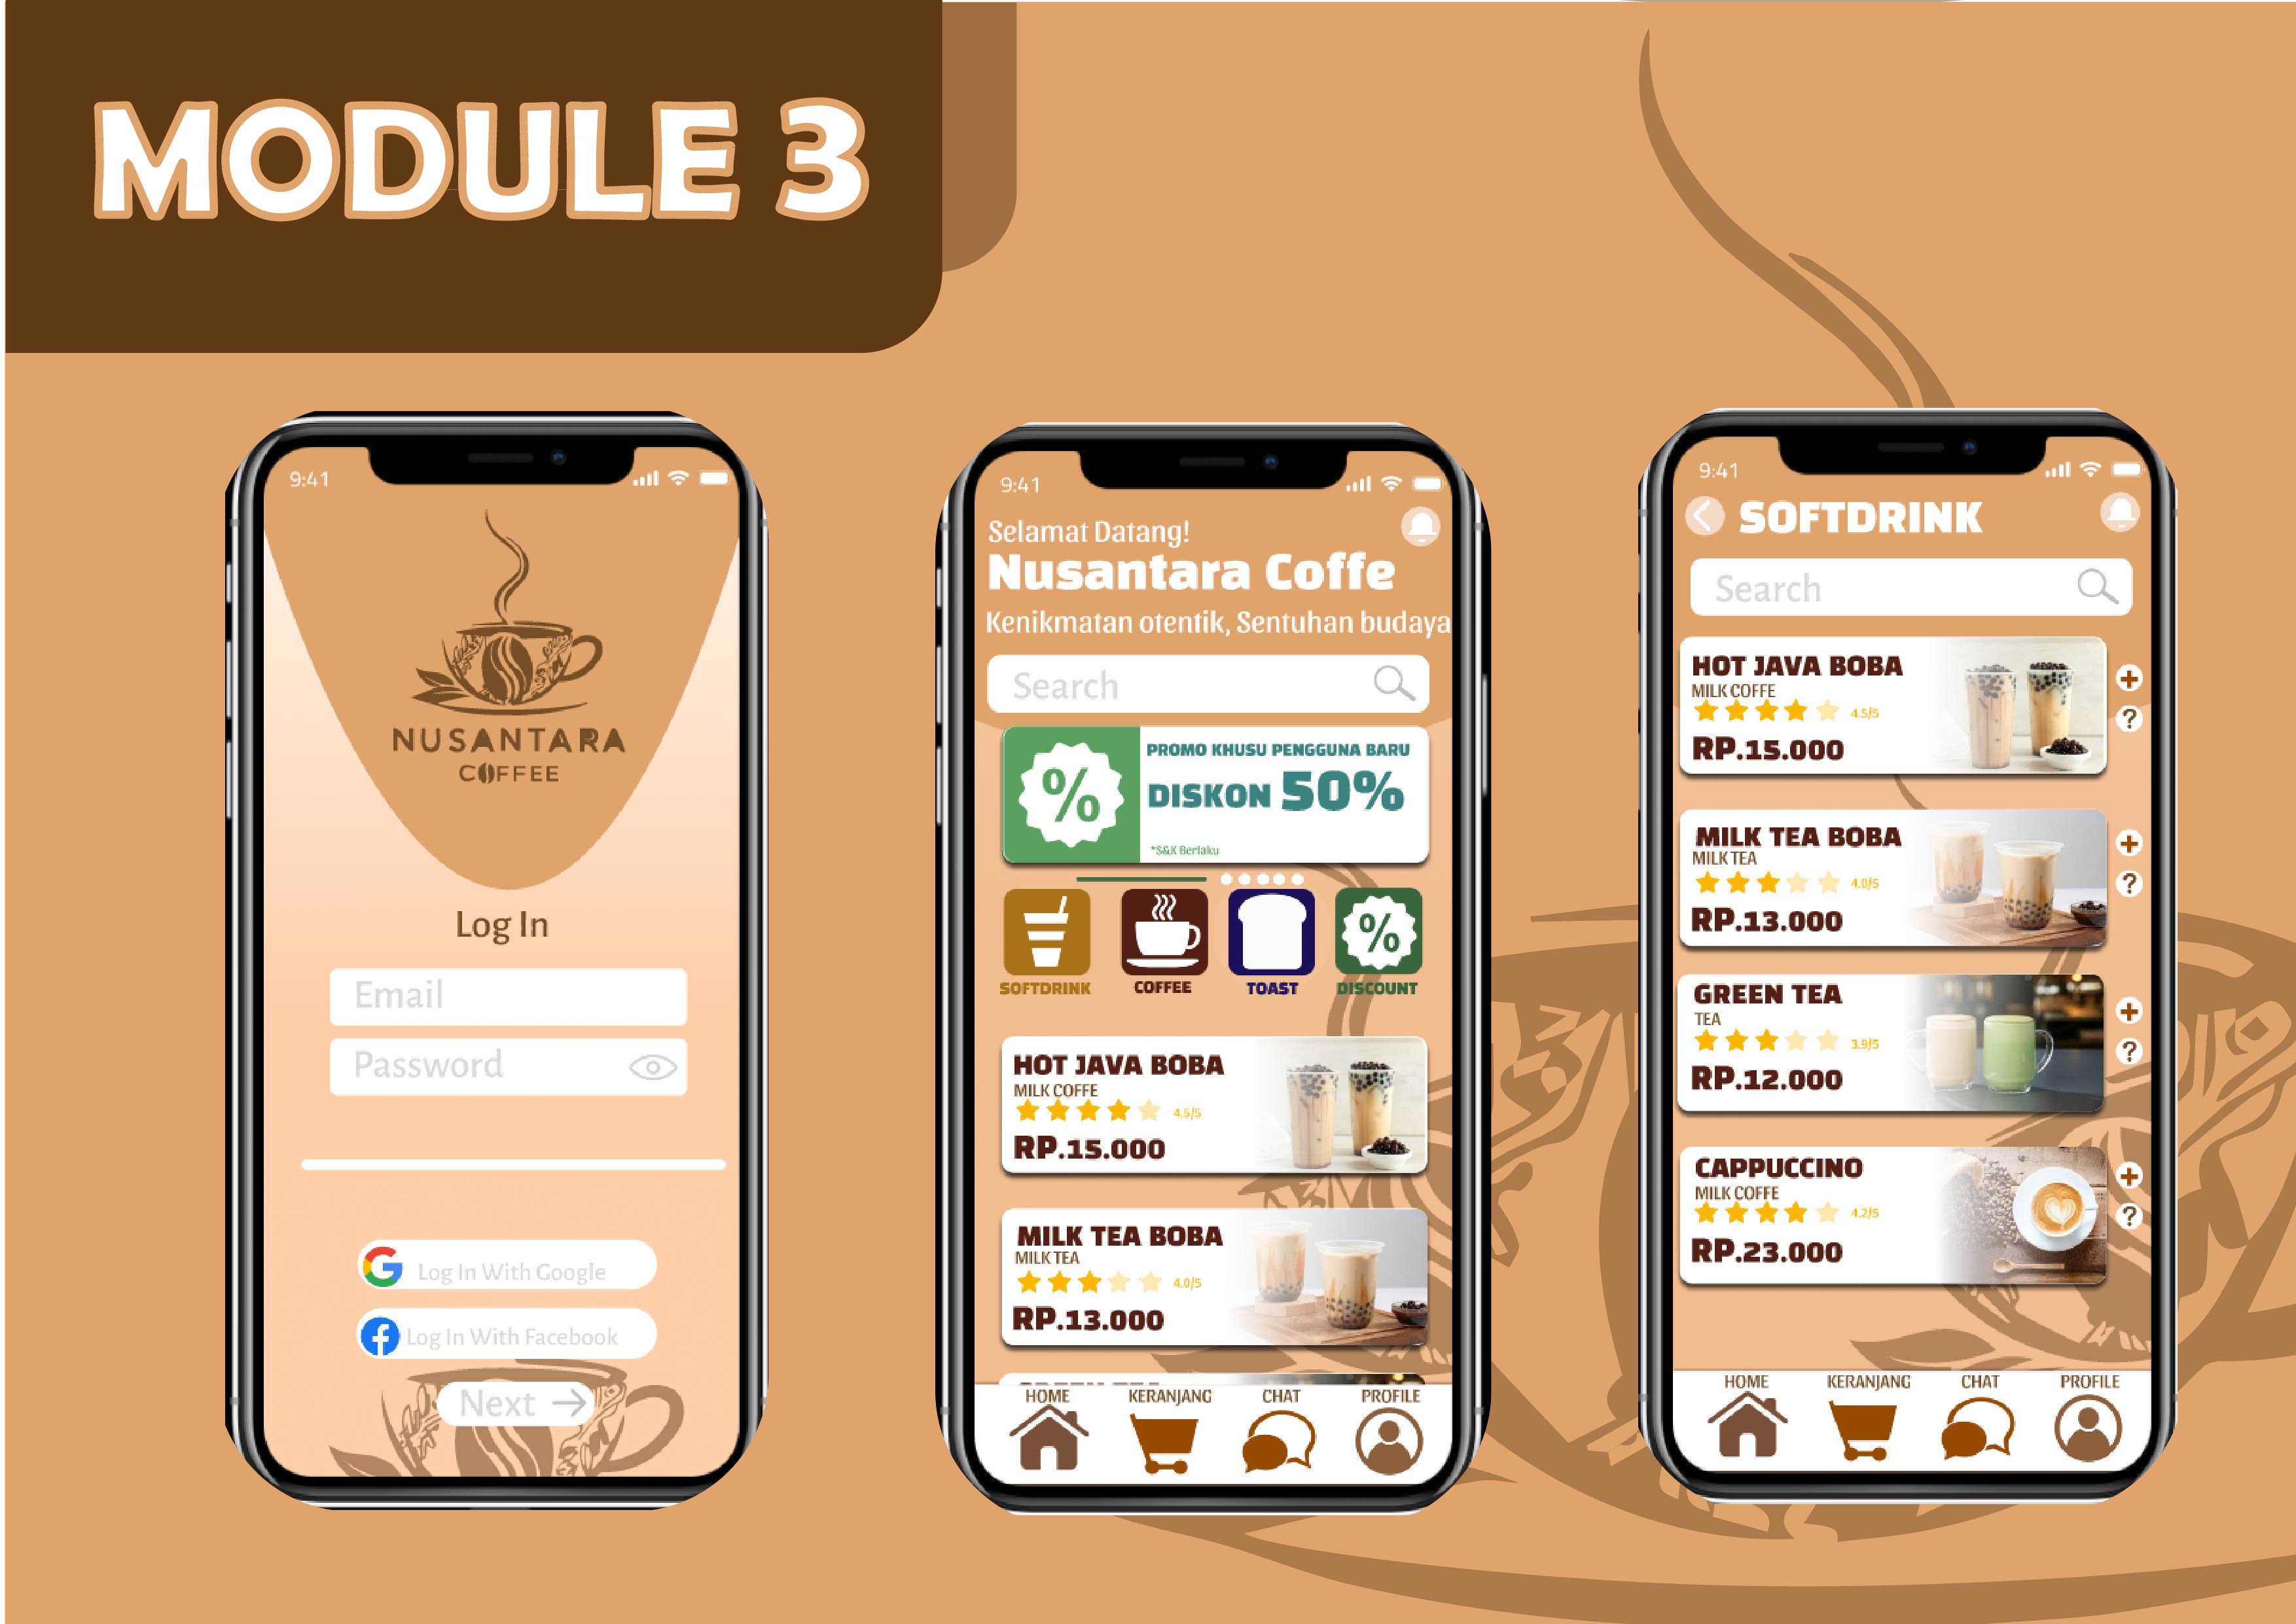 MODULE 3
9:41
NUSANTARA
COFFEE
Log In
Email
Password
Log In With Google
Log In With Facebook
Next
9:41
Selamat Datang!
Nusantara Coffe
Kenikmatan otentik, Sentuhan budaya
Search
%
PROMO KHUSU PENGGUNA BARU
DISKON 50%
*S&K Berlaku
%
SOFTDRINK COFFEE TOAST DISCOUNT
HOT JAVA BOBA
MILK COFFE
4.5/5
RP.15.000
MILK TEA BOBA
MILK TEA
4.0/5
RP.13.000
HOME KERANJANG CHAT PROFILE
9:41
SOFTDRINK
Search
HOT JAVA BOBA
MILK COFFE
4.5/5
RP.15.000
+
?
MILK TEA BOBA
MILK TEA
4.0/5
RP.13.000
+
?
GREEN TEA
TEA
3.9/5
RP.12.000
+
?
CAPPUCCINO
MILK COFFE
4.2/5
RP.23.000
+
?
HOME KERANJANG CHAT PROFILE